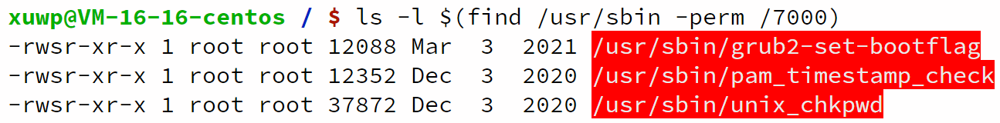 xuwp@VM-16-16-centos / $ ls -l $(find /usr/sbin -perm /7000)
-rwsr-xr-x 1 root root 12088 Mar  3  2021 /usr/sbin/grub2-set-bootflag
-rwsr-xr-x 1 root root 12352 Dec  3  2020 /usr/sbin/pam_timestamp_check
-rwsr-xr-x 1 root root 37872 Dec  3  2020 /usr/sbin/unix_chkpwd